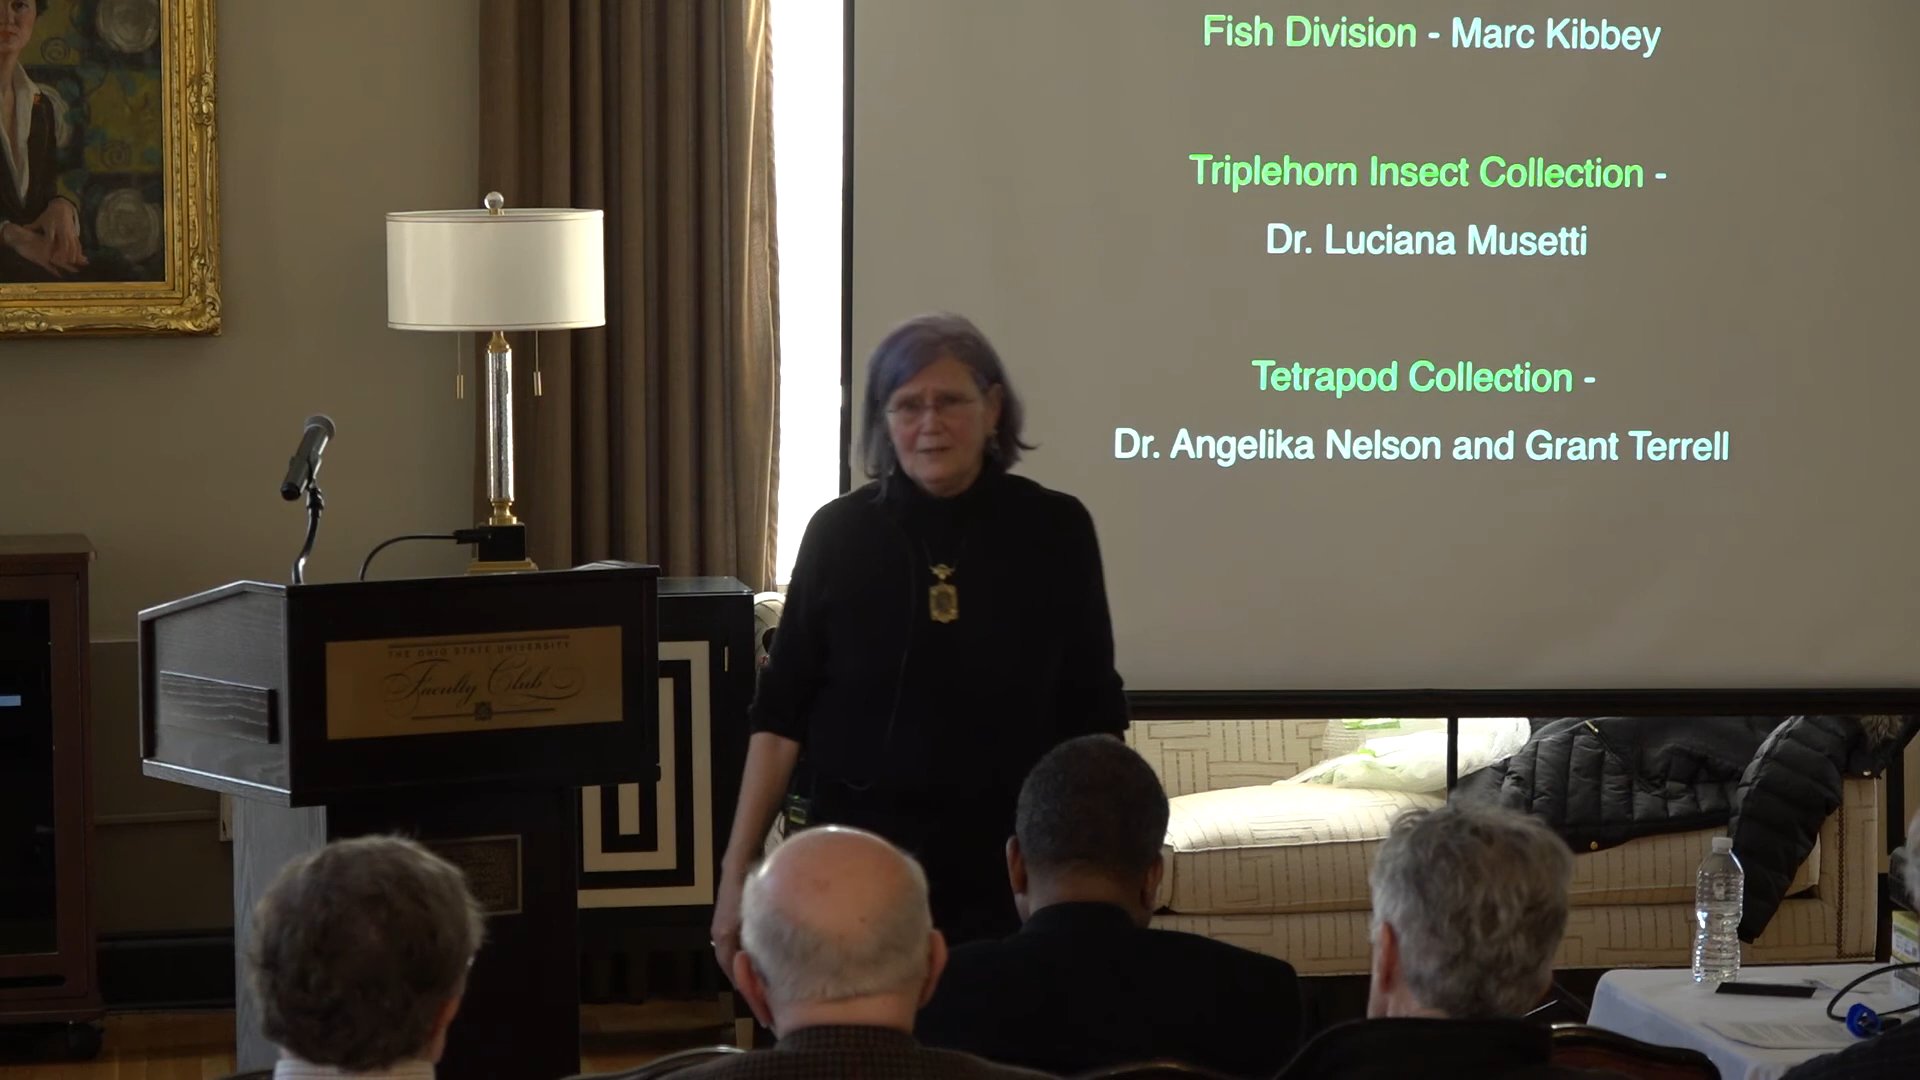 Fish Division - Marc Kibbey
Triplehorn Insect Collection -
Dr. Luciana Musetti
Tetrapod Collection -
Dr. Angelika Nelson and Grant Terrell
THE OHIO STATE UNIVERSITY
Faculty Club